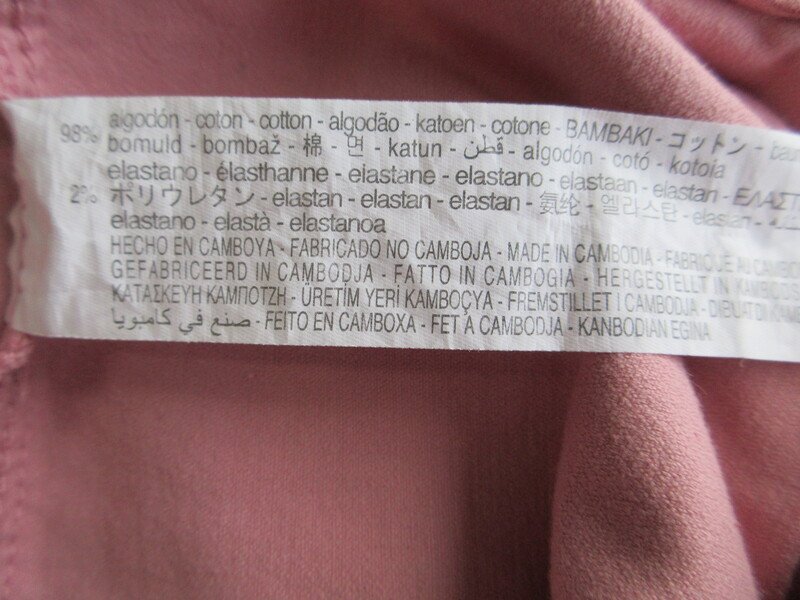 98% algodón - coton - cotton - algodão - katoen - cotone - BAMBAKI - コットン -
bomuld - bombaž - 棉 - 면 - katun - قطن - algodón - cotó - kotoia
elastano - élasthanne - elastane - elastano - elastaan - elastan -
2% ポリウレタン - elastan - elastan - elastan - 氨纶 - 엘라스탄 - elastan -
elastano - elastà - elastanoa
HECHO EN CAMBOYA - FABRICADO NO CAMBOJA - MADE IN CAMBODIA - FABRIQUÉ AU
GEFABRICEERD IN CAMBODJA - FATTO IN CAMBOGIA - HERGESTELLT IN
ΚΑΤΑΣΚΕΥΗ ΚΑΜΠΟΤΖΗ - ÜRETİM YERİ KAMBOÇYA - FREMSTILLET I CAMBODJA - DIBUAT DI
صنع في كامبوديا - FEITO EN CAMBOXA - FET A CAMBODJA - KANBODIAN EGINA